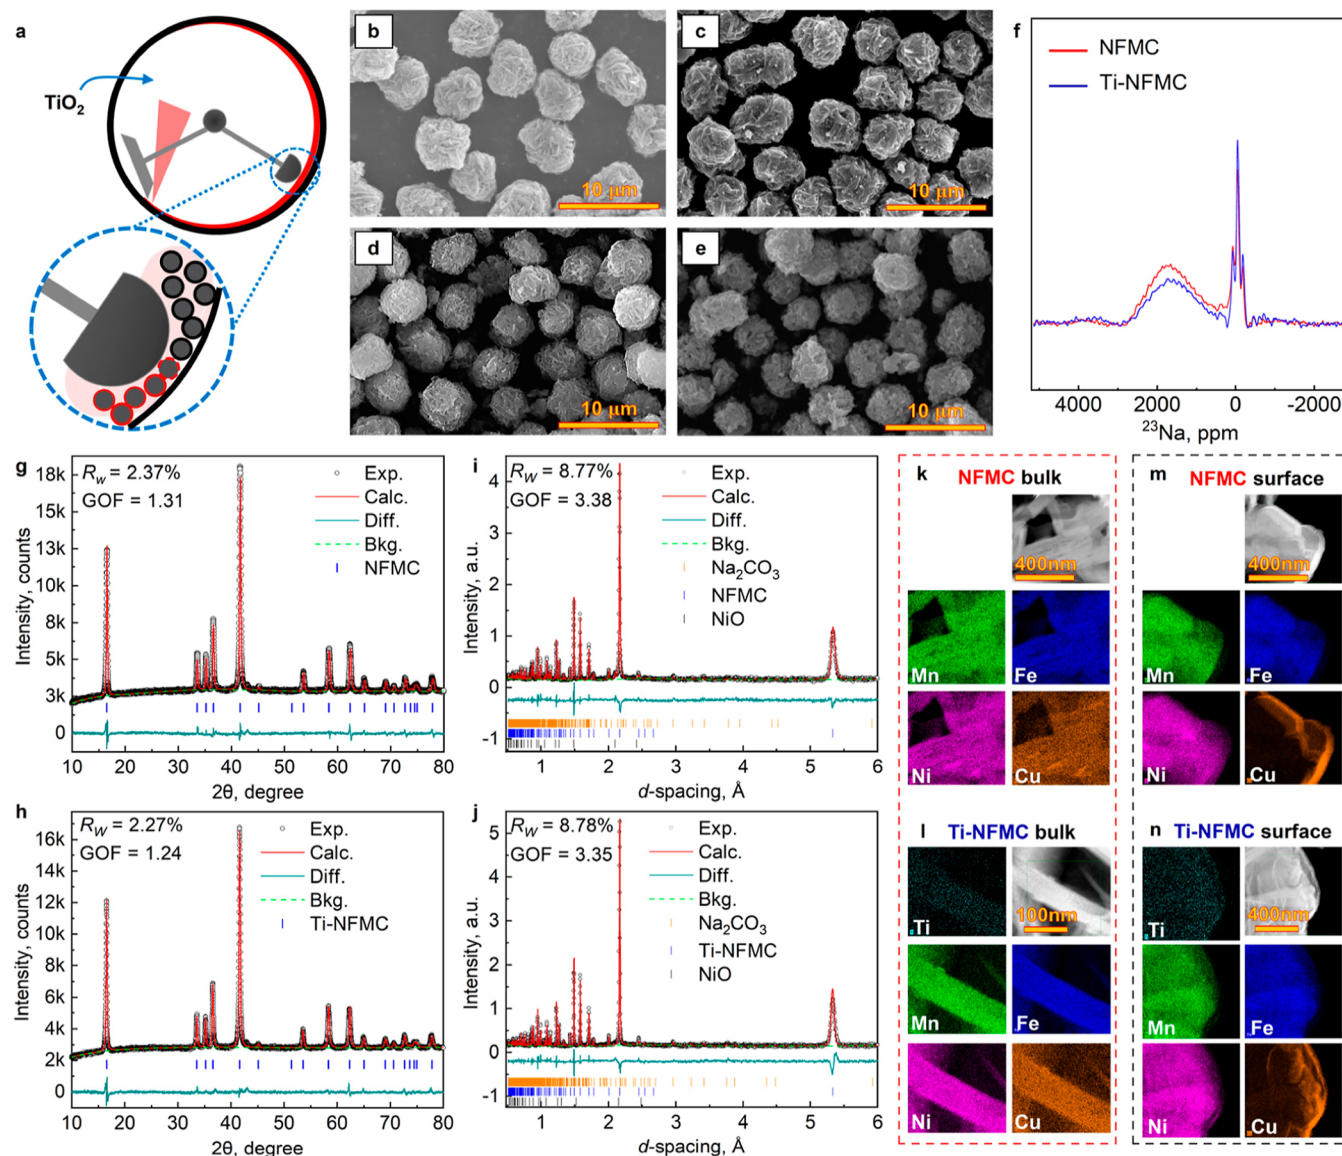 a
TiO₂
b
10 μm
c
10 μm
d
10 μm
e
10 μm
f
NFMC
Ti-NFMC
4000 2000 0 -2000
²³Na, ppm
g
R_w = 2.37%
GOF = 1.31
Exp.
Calc.
Diff.
Bkg.
NFMC
Intensity, counts
18k
15k
13k
10k
8k
5k
3k
0
10 20 30 40 50 60 70 80
2θ, degree
h
R_W = 2.27%
GOF = 1.24
Exp.
Calc.
Diff.
Bkg.
Ti-NFMC
Intensity, counts
16k
14k
12k
10k
8k
6k
4k
2k
0
10 20 30 40 50 60 70 80
2θ, degree
i
R_w = 8.77%
GOF = 3.38
Exp.
Calc.
Diff.
Bkg.
Na₂CO₃
NFMC
NiO
Intensity, a.u.
4
3
2
1
0
-1
1 2 3 4 5 6
d-spacing, Å
j
R_W = 8.78%
GOF = 3.35
Exp.
Calc.
Diff.
Bkg.
Na₂CO₃
Ti-NFMC
NiO
Intensity, a.u.
5
4
3
2
1
0
-1
1 2 3 4 5 6
d-spacing, Å
k NFMC bulk
400nm
Mn Fe
Ni Cu
l Ti-NFMC bulk
Ti 100nm
Mn Fe
Ni Cu
m NFMC surface
400nm
Mn Fe
Ni Cu
n Ti-NFMC surface
Ti 400nm
Mn Fe
Ni Cu